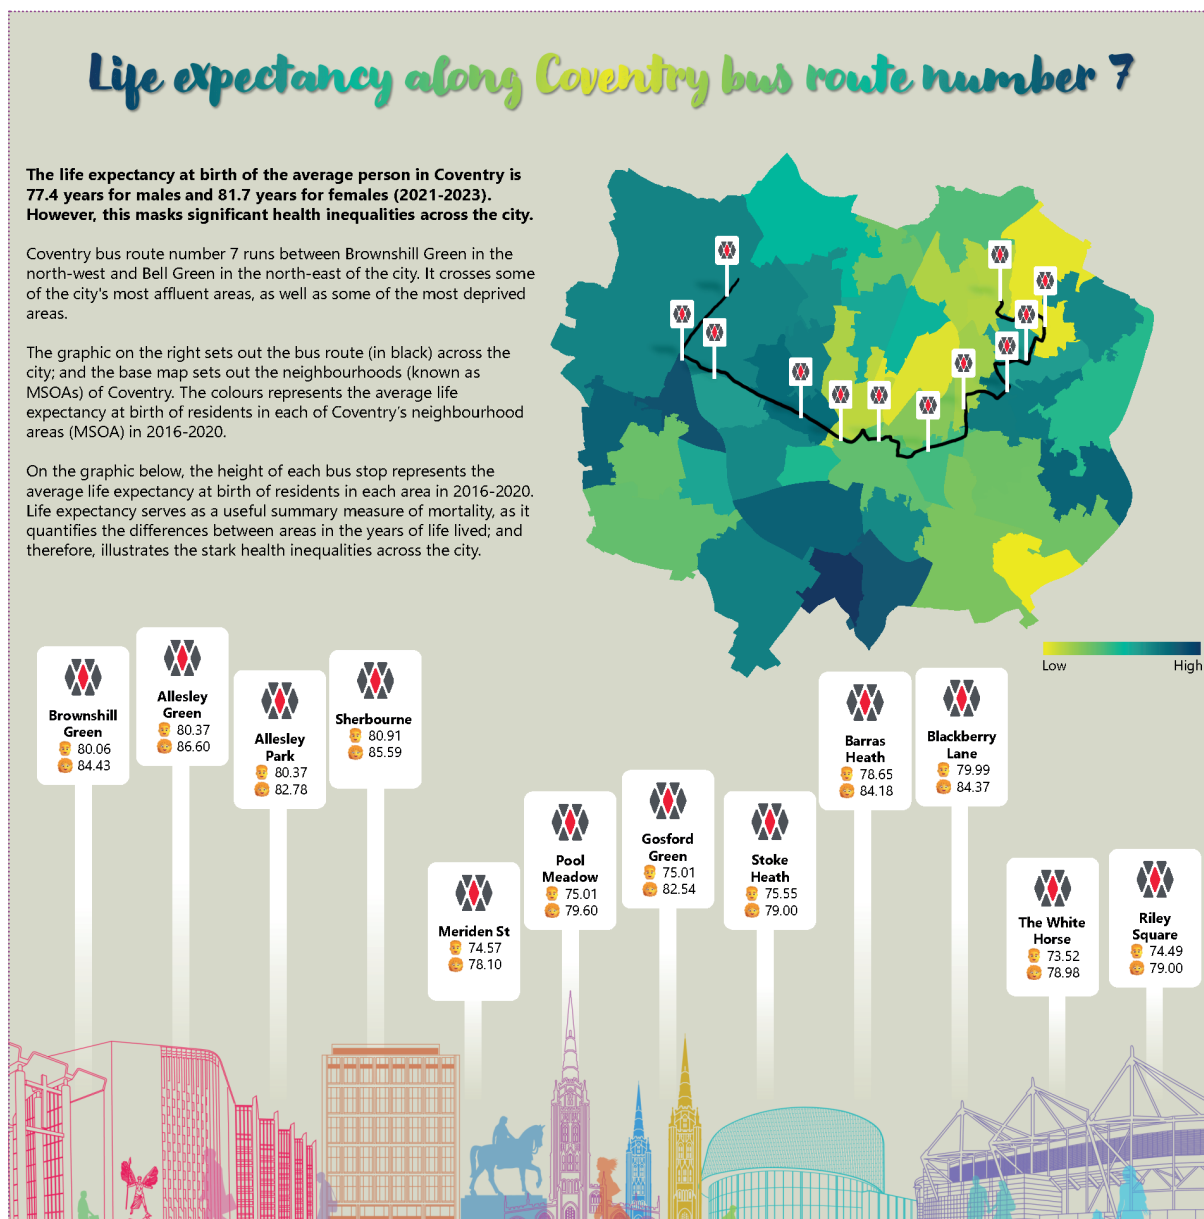 Life expectancy along Coventry bus route number 7
The life expectancy at birth of the average person in Coventry is
77.4 years for males and 81.7 years for females (2021-2023).
However, this masks significant health inequalities across the city.
Coventry bus route number 7 runs between Brownshill Green in the
north-west and Bell Green in the north-east of the city. It crosses some
of the city's most affluent areas, as well as some of the most deprived
areas.
The graphic on the right sets out the bus route (in black) across the
city; and the base map sets out the neighbourhoods (known as
MSOAs) of Coventry. The colours represents the average life
expectancy at birth of residents in each of Coventry's neighbourhood
areas (MSOA) in 2016-2020.
On the graphic below, the height of each bus stop represents the
average life expectancy at birth of residents in each area in 2016-2020.
Life expectancy serves as a useful summary measure of mortality, as it
quantifies the differences between areas in the years of life lived; and
therefore, illustrates the stark health inequalities across the city.
Low High
Brownshill
Green
80.06
84.43
Allesley
Green
80.37
86.60
Allesley
Park
80.37
82.78
Sherbourne
80.91
85.59
Meriden St
74.57
78.10
Pool
Meadow
75.01
79.60
Gosford
Green
75.01
82.54
Stoke
Heath
75.55
79.00
Barras
Heath
78.65
84.18
Blackberry
Lane
79.99
84.37
The White
Horse
73.52
78.98
Riley
Square
74.49
79.00